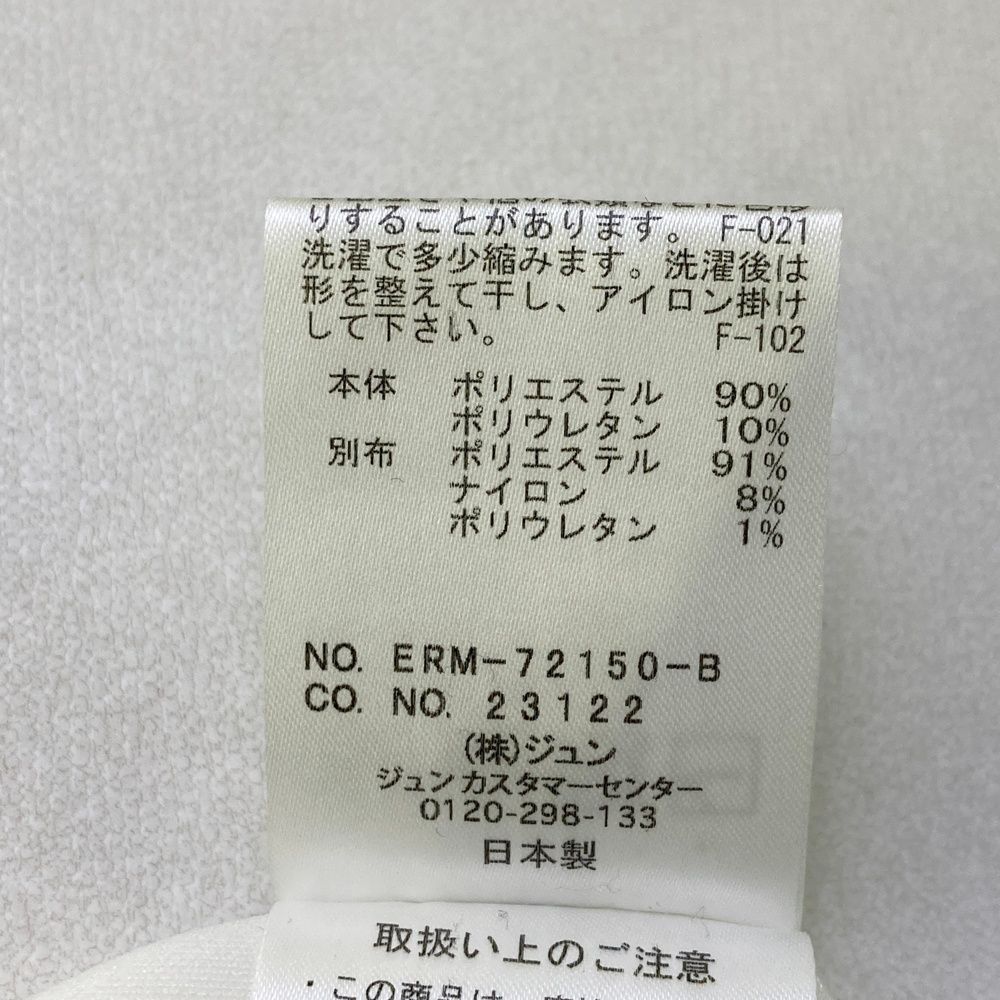 りすることがあります。 F-021
洗濯で多少縮みます。洗濯後は
形を整えて干し、アイロン掛け
して下さい。 F-102
本体 ポリエステル 90%
ポリウレタン 10%
別布 ポリエステル 91%
ナイロン 8%
ポリウレタン 1%
NO. ERM-72150-B
CO. NO. 23122
(株)ジュン
ジュンカスタマーセンター
0120-298-133
日本製
取扱い上のご注意
・この商品は、